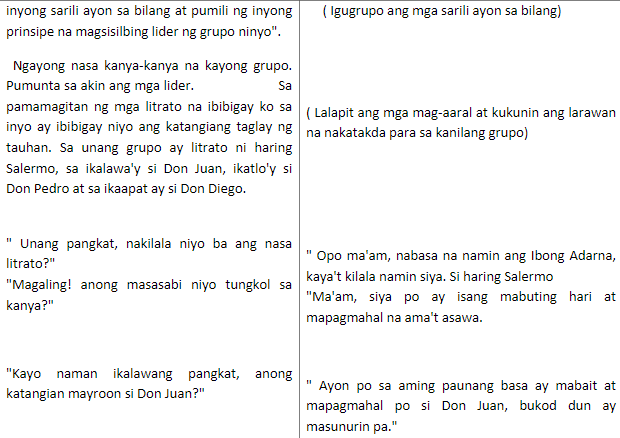 inyong sarili ayon sa bilang at pumili ng inyong
prinsipe na magsisilbing lider ng grupo ninyo".
Ngayong nasa kanya-kanya na kayong grupo.
Pumunta sa akin ang mga lider. Sa
pamamagitan ng mga litrato na ibibigay ko sa
inyo ay ibibigay niyo ang katangiang taglay ng
tauhan. Sa unang grupo ay litrato ni haring
Salermo, sa ikalawa'y si Don Juan, ikatlo'y si
Don Pedro at sa ikaapat ay si Don Diego.
" Unang pangkat, nakilala niyo ba ang nasa
litrato?"
"Magaling! anong masasabi niyo tungkol sa
kanya?"
"Kayo naman ikalawang pangkat, anong
katangian mayroon si Don Juan?"
( Igugrupo ang mga sarili ayon sa bilang)
( Lalapit ang mga mag-aaral at kukunin ang larawan
na nakatakda para sa kanilang grupo)
" Opo ma'am, nabasa na namin ang Ibong Adarna,
kaya't kilala namin siya. Si haring Salermo
"Ma'am, siya po ay isang mabuting hari at
mapagmahal na ama't asawa.
" Ayon po sa aming paunang basa ay mabait at
mapagmahal po si Don Juan, bukod dun ay
masunurin pa."